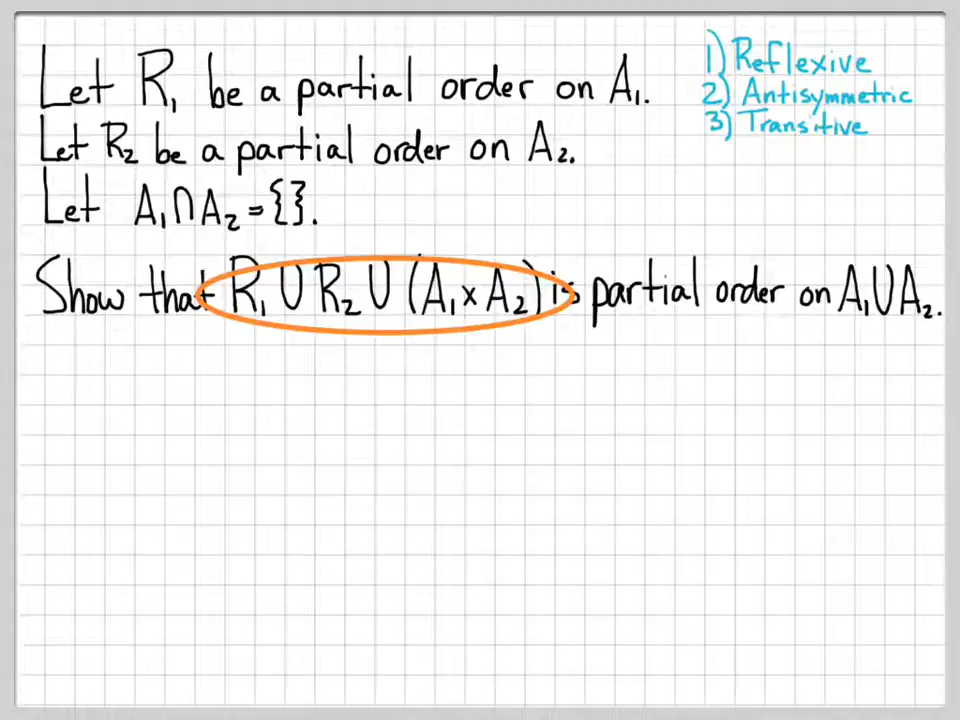 Let R₁ be a partial order on A₁.
Let R₂ be a partial order on A₂.
Let A₁∩A₂={}.
Show that R₁∪R₂∪(A₁×A₂) is partial order on A₁∪A₂.
1) Reflexive
2) Antisymmetric
3) Transitive